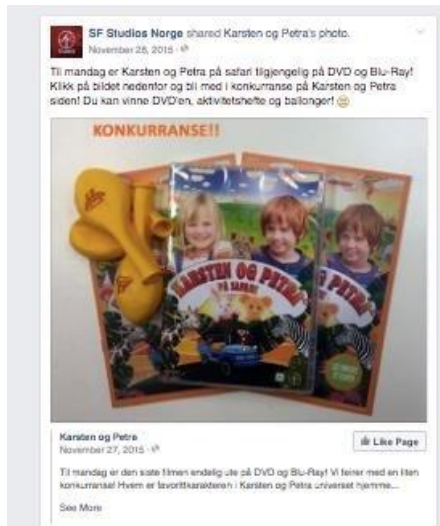 SF Studios Norge shared Karsten og Petra's photo.
November 28, 2015 ·
Til mandag er Karsten og Petra på safari tilgjengelig på DVD og Blu-Ray!
Klikk på bildet nedenfor og bli med i konkurranse på Karsten og Petra
siden! Du kan vinne DVD'en, aktivitetshefte og ballonger!
KONKURRANSE!!
KARSTEN OG PETRA
PÅ SAFARI
OG PETRA
Karsten og Petra
November 27, 2015 ·
Like Page
Til mandag er den siste filmen endelig ute på DVD og Blu-Ray! Vi feirer med en liten
konkurranse! Hvem er favorittkarakteren i Karsten og Petra universet hjemme...
See More